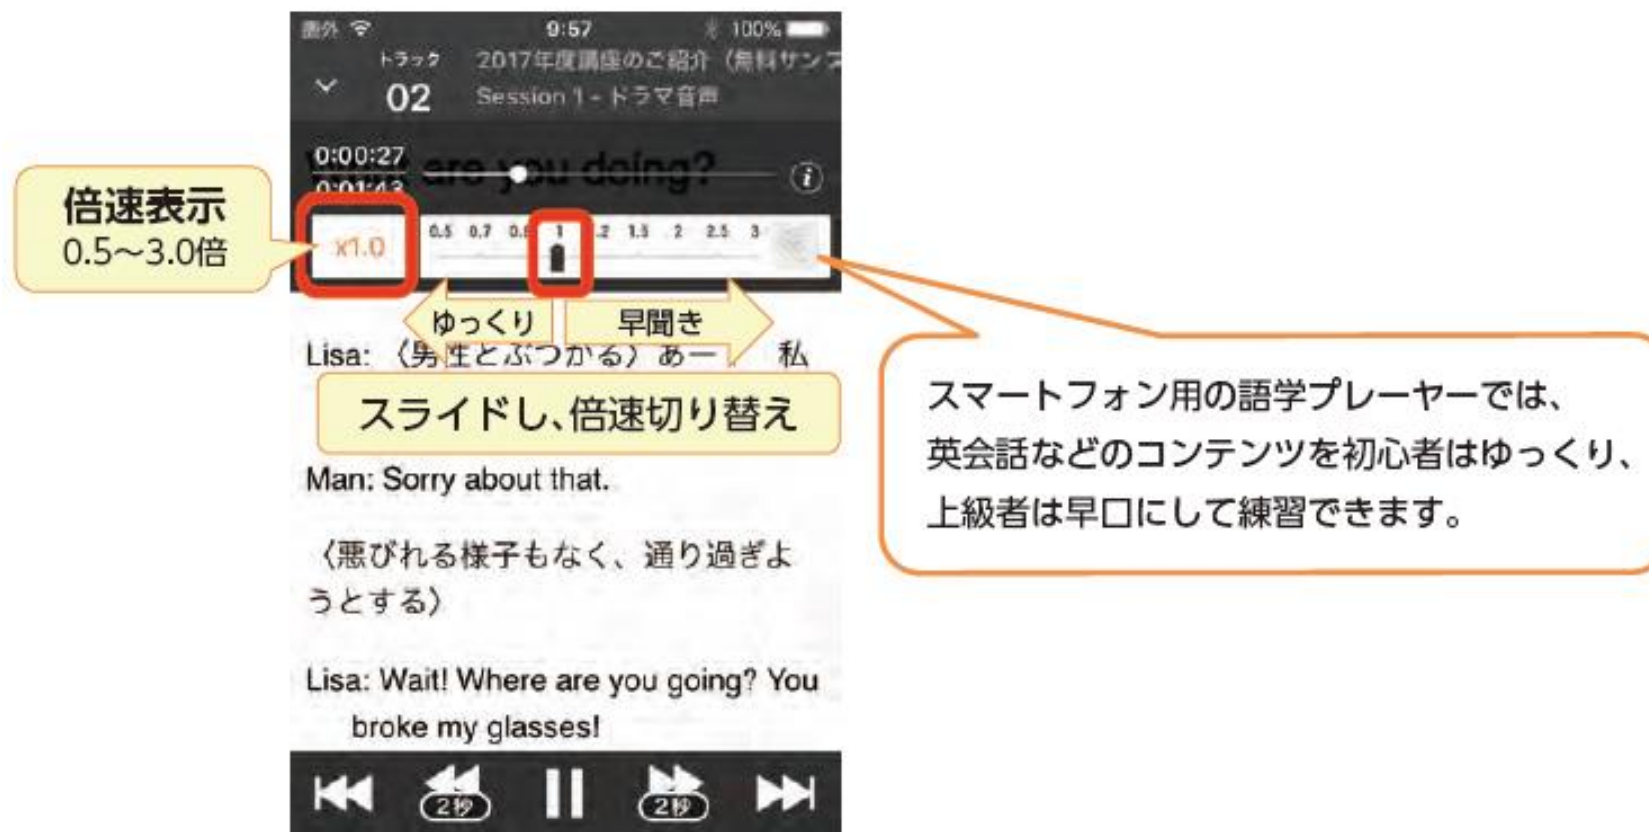 圏外 9:57 100%
トラック 2017年度講座のご紹介（無料サンプ
02 Session 1 - ドラマ音声
0:00:27
0:01:43
are you doing?
倍速表示
0.5～3.0倍
x1.0
0.5 0.7 1 1.5 2 2.5 3
ゆっくり 早聞き
Lisa: 〈男性とぶつかる〉あー 私
スライドし、倍速切り替え
Man: Sorry about that.
〈悪びれる様子もなく、通り過ぎよ
うとする〉
Lisa: Wait! Where are you going? You
broke my glasses!
2秒 2秒
スマートフォン用の語学プレーヤーでは、
英会話などのコンテンツを初心者はゆっくり、
上級者は早口にして練習できます。